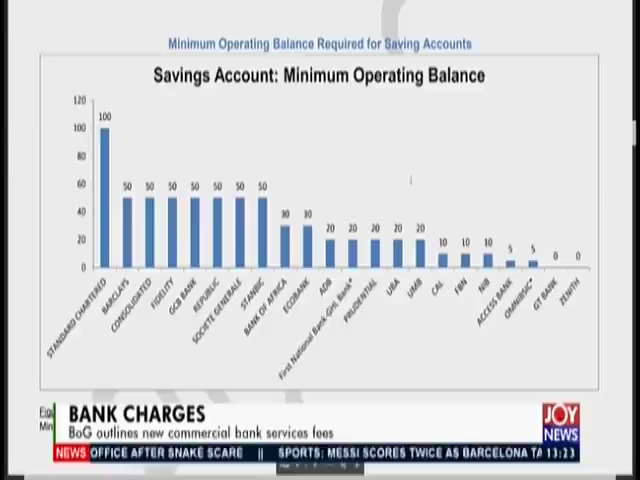 Minimum Operating Balance Required for Saving Accounts
Savings Account: Minimum Operating Balance
120
100
80
60
40
20
0
100
50
50
50
50
50
50
50
30
30
20
20
20
20
20
10
10
10
5
5
0
0
STANDARD CHARTERED
BARCLAYS
CONSOLIDATED
FIDELITY
GCB BANK
REPUBLIC
SOCIETE GENERALE
STANBIC
BANK OF AFRICA
ECOBANK
ADB
First National Bank-GHL Bank*
PRUDENTIAL
UBA
UMB
CAL
FBN
NIB
ACCESS BANK
OMNIBSIC*
GT BANK
ZENITH
BANK CHARGES
BoG outlines new commercial bank services fees
JOY
NEWS
NEWS OFFICE AFTER SNAKE SCARE || SPORTS: MESSI SCORES TWICE AS BARCELONA TA 13:23